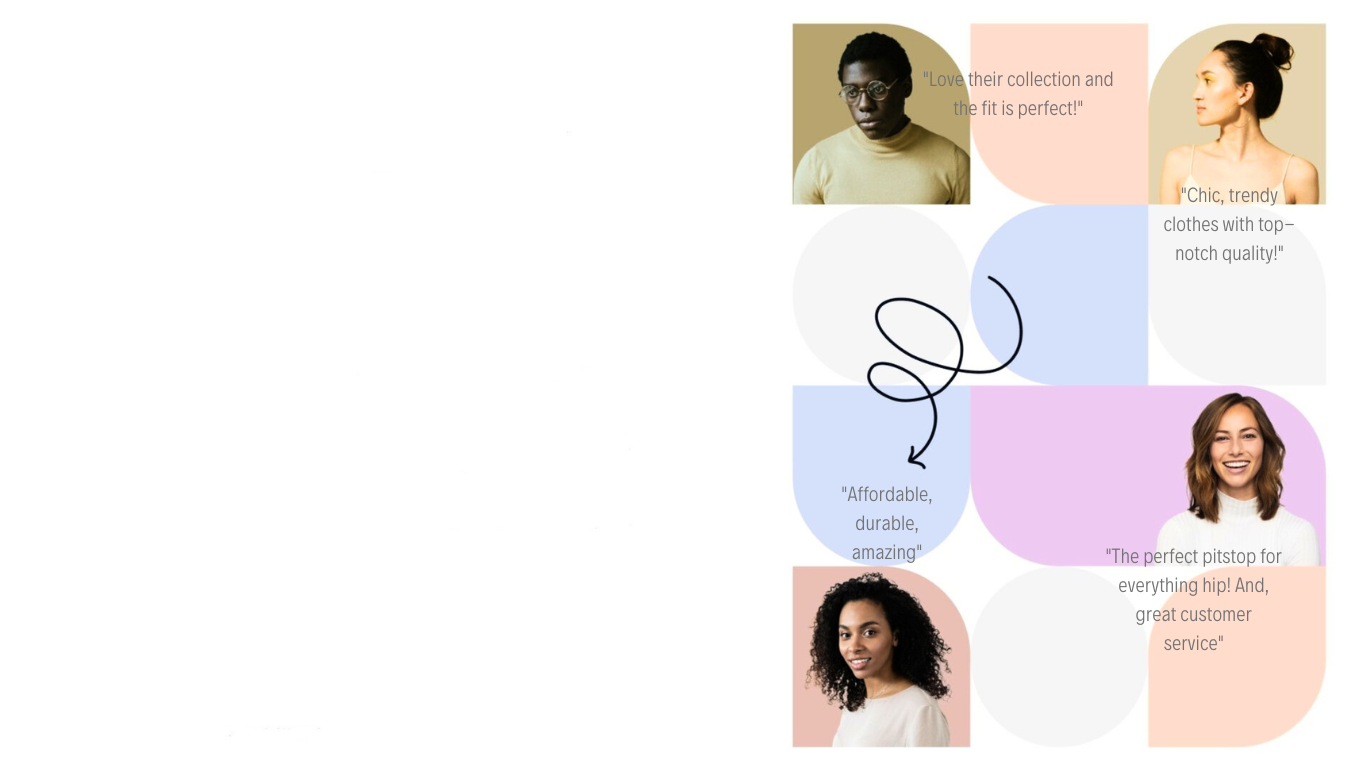 "Love their collection and
the fit is perfect!"
"Chic, trendy
clothes with top–
notch quality!"
"Affordable,
durable,
amazing"
"The perfect pitstop for
everything hip! And,
great customer
service"